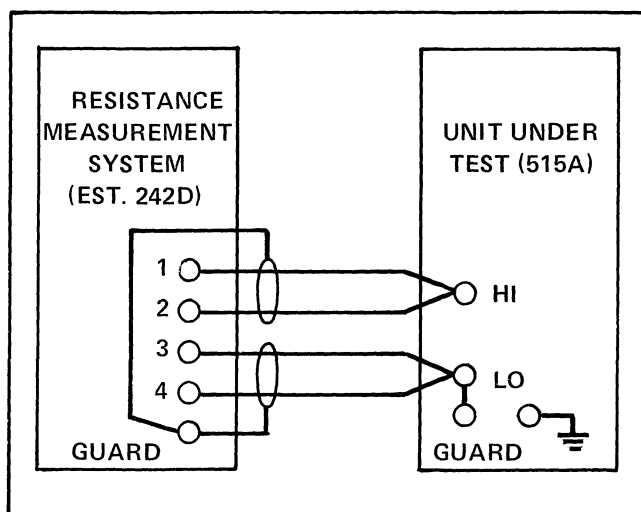 RESISTANCE
MEASUREMENT
SYSTEM
(EST. 242D)
UNIT UNDER
TEST (515A)
1
2
3
4
GUARD
HI
LO
GUARD